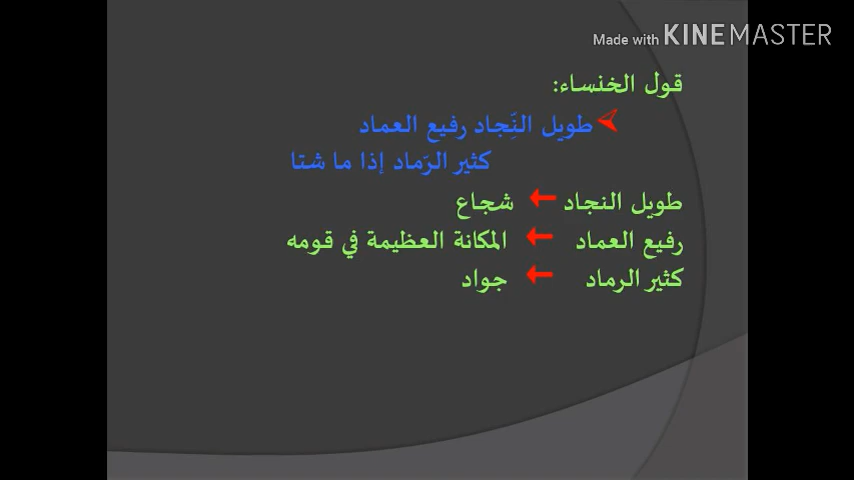 Made with KINEMASTER
قول الخنساء:
طويل النِّجاد رفيع العماد
كثير الرّماد إذا ما شتا
طويل النجاد ← شجاع
رفيع العماد ← المكانة العظيمة في قومه
كثير الرماد ← جواد